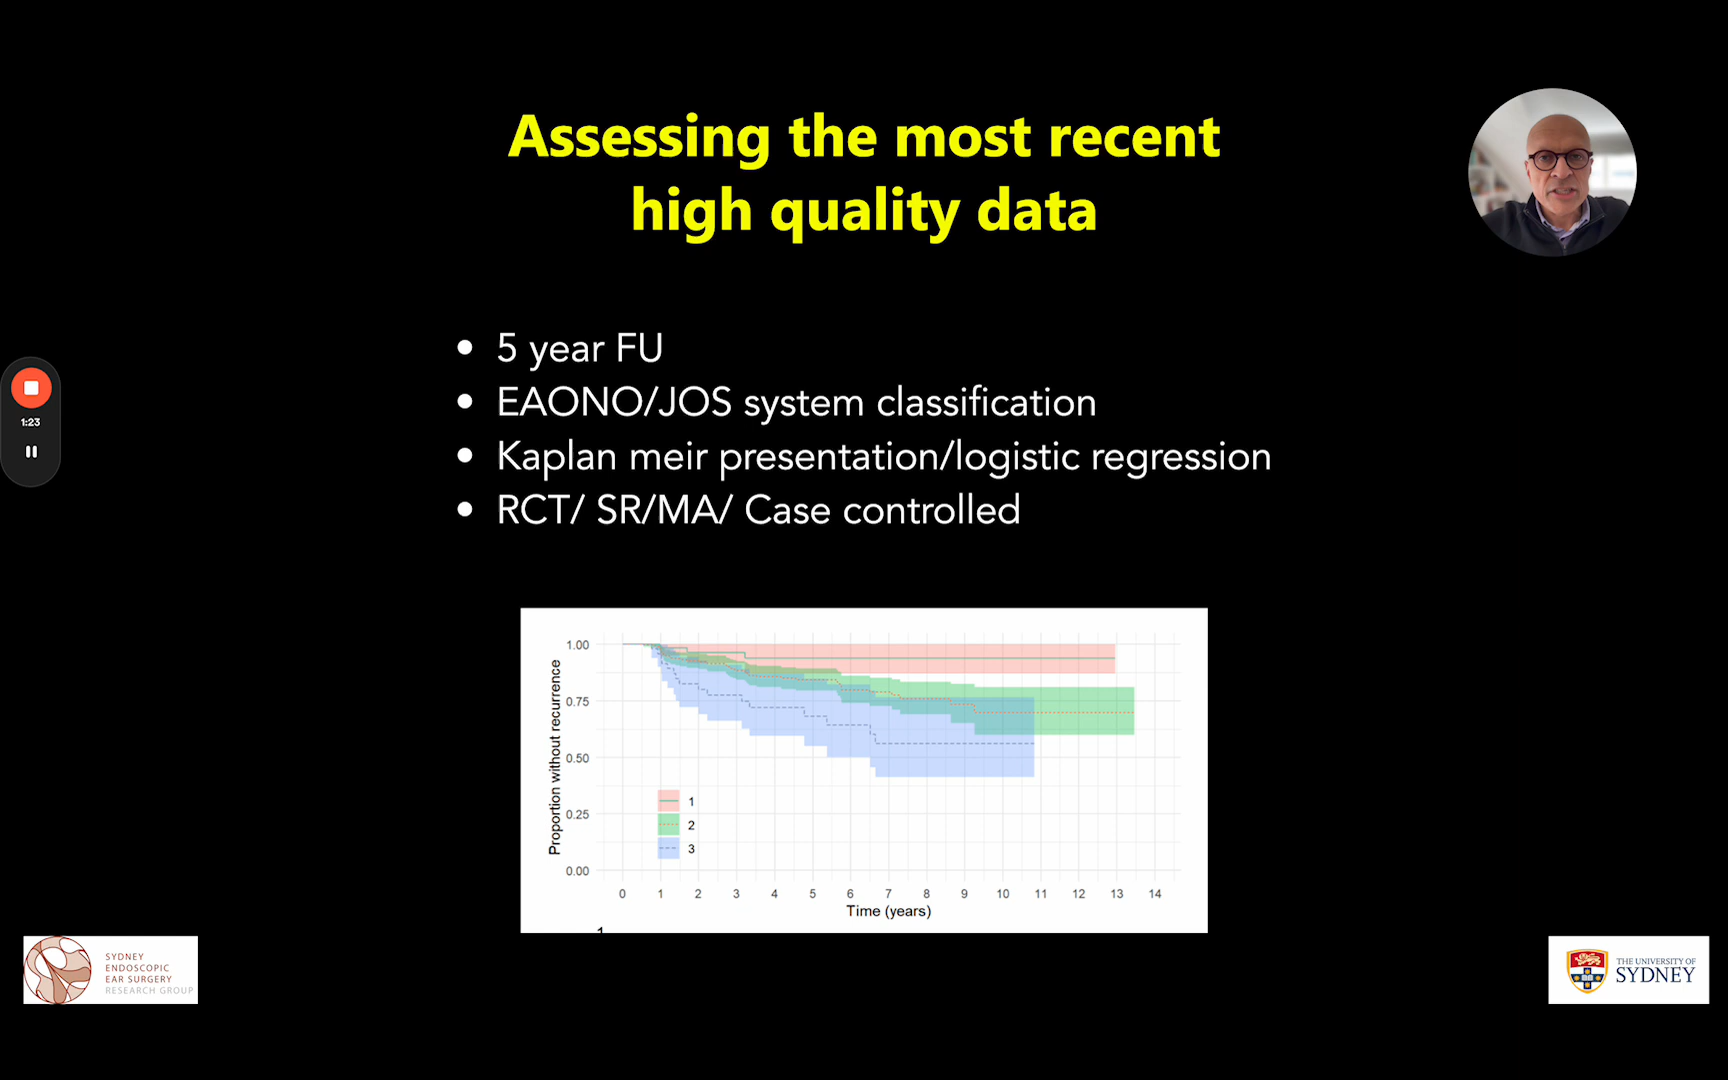 Assessing the most recent
high quality data
• 5 year FU
• EAONO/JOS system classification
• Kaplan meir presentation/logistic regression
• RCT/ SR/MA/ Case controlled
1:23
Proportion without recurrence
1.00
0.75
0.50
0.25
0.00
1
2
3
0 1 2 3 4 5 6 7 8 9 10 11 12 13 14
Time (years)
SYDNEY
ENDOSCOPIC
EAR SURGERY
RESEARCH GROUP
THE UNIVERSITY OF
SYDNEY